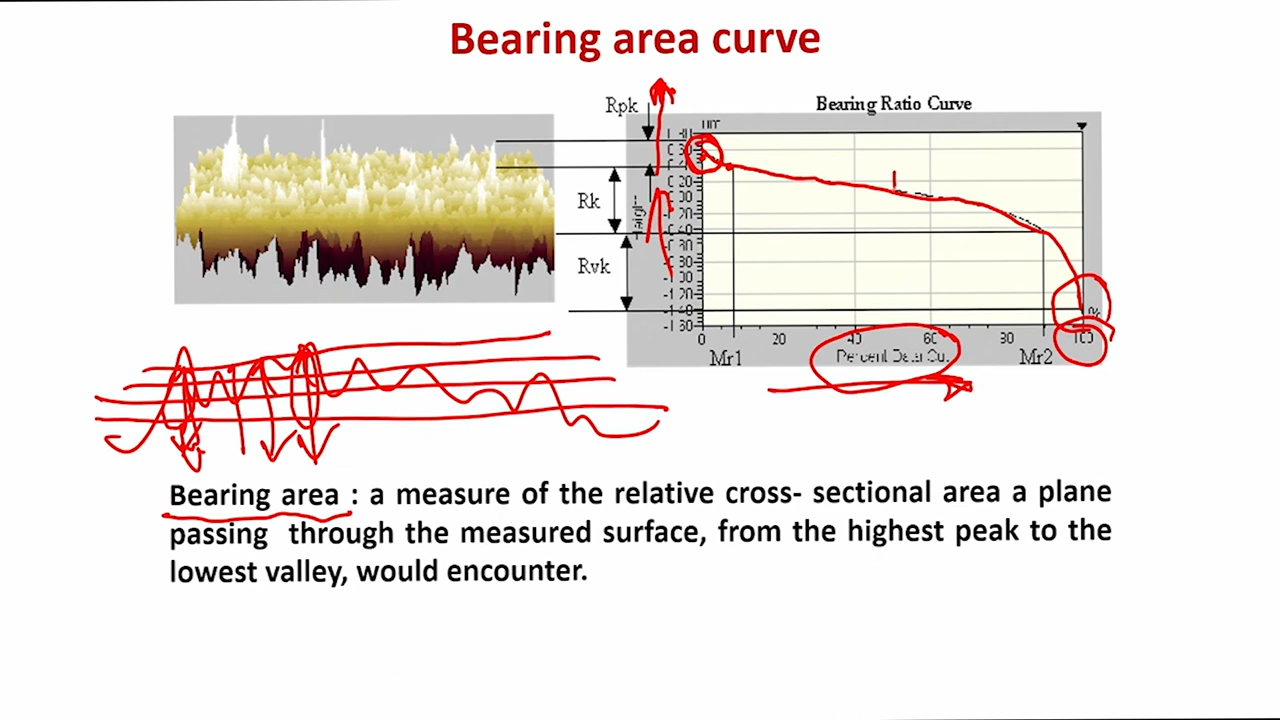 Bearing area curve
Bearing Ratio Curve
Rpk
Rk
Rvk
0 20 40 60 80 100
Mr1
Mr2
Bearing area : a measure of the relative cross- sectional area a plane
passing through the measured surface, from the highest peak to the
lowest valley, would encounter.